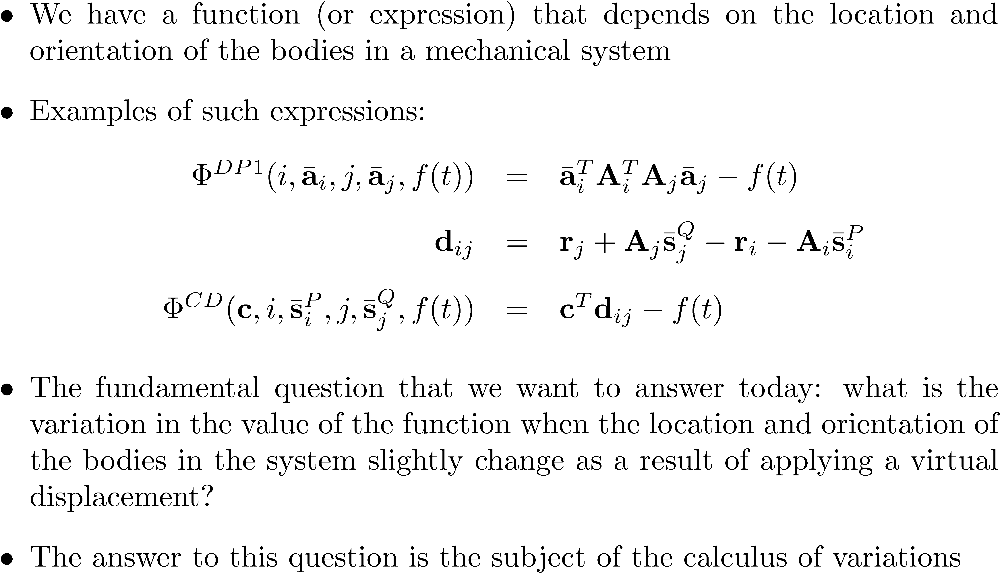 • We have a function (or expression) that depends on the location and
orientation of the bodies in a mechanical system
• Examples of such expressions:
$\Phi^{DP1}(i, \bar{\mathbf{a}}_i, j, \bar{\mathbf{a}}_j, f(t)) = \bar{\mathbf{a}}_i^T \mathbf{A}_i^T \mathbf{A}_j \bar{\mathbf{a}}_j - f(t)$
$\mathbf{d}_{ij} = \mathbf{r}_j + \mathbf{A}_j \bar{\mathbf{s}}_j^Q - \mathbf{r}_i - \mathbf{A}_i \bar{\mathbf{s}}_i^P$
$\Phi^{CD}(\mathbf{c}, i, \bar{\mathbf{s}}_i^P, j, \bar{\mathbf{s}}_j^Q, f(t)) = \mathbf{c}^T \mathbf{d}_{ij} - f(t)$
• The fundamental question that we want to answer today: what is the
variation in the value of the function when the location and orientation of
the bodies in the system slightly change as a result of applying a virtual
displacement?
• The answer to this question is the subject of the calculus of variations